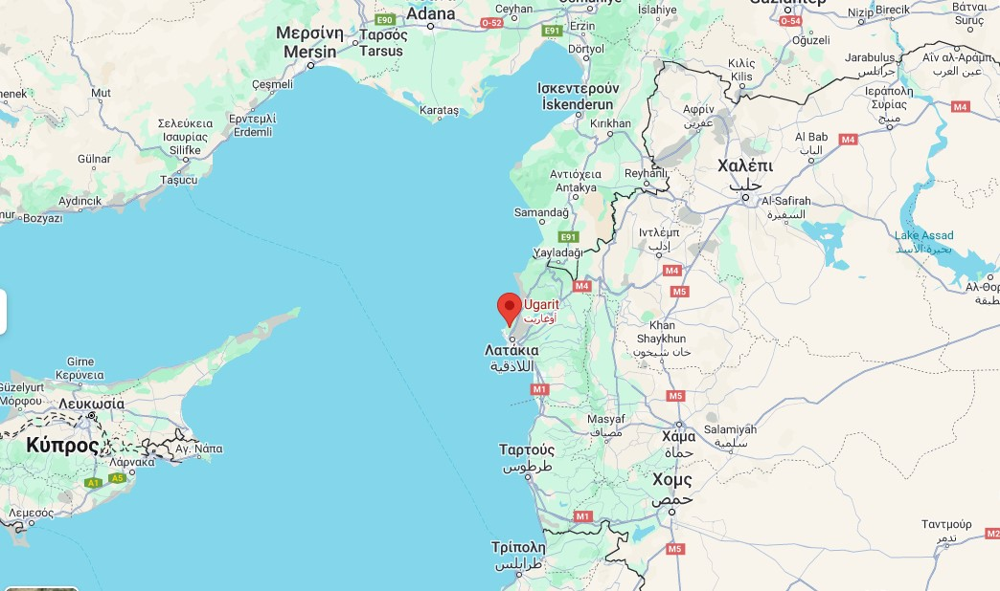 E90
Adana
Ceyhan
O-52
İslahiye
O-54
Nizip
Birecik
Βάτναι
Suruç
Μερσίνη
Mersin
Ταρσός
Tarsus
E91
Erzin
Dörtyol
Oğuzeli
Κιλίς
Kilis
Jarabulus
جرابلس
Αΐν αλ-Αράμπ
عين العرب
Mut
Çeşmeli
Ερντεμλί
Erdemli
Karataş
Ισκεντερούν
İskenderun
Kırıkhan
Αφρίν
عفرين
Ιεράπολη
Συρίας
منبج
M4
Σελεύκεια
Ισαυρίας
Silifke
Gülnar
Taşucu
Aydıncık
Bozyazı
Αντιόχεια
Antakya
Reyhanlı
Χαλέπι
حلب
Al Bab
الباب
M4
Al-Safirah
السفيرة
Samandağ
E91
Yayladağı
Ιντλέμπ
إدلب
Lake Assad
بحيرة الأسد
M4
M4
M5
Ugarit
أوغاريت
Λατάκια
اللاذقية
Khan
Shaykhun
خان شيخون
Girne
Κερύνεια
Güzelyurt
Μόρφου
Λευκωσία
Κύπρος
Αγ. Νάπα
Λάρνακα
A1
A5
Λεμεσός
M1
M5
Masyaf
مصياف
Χάμα
حماة
Salamiyah
سلمية
Ταρτούς
طرطوس
Χομς
حمص
M1
Τρίπολη
طرابلس
M5
Ταντμούρ
تدمر
M2